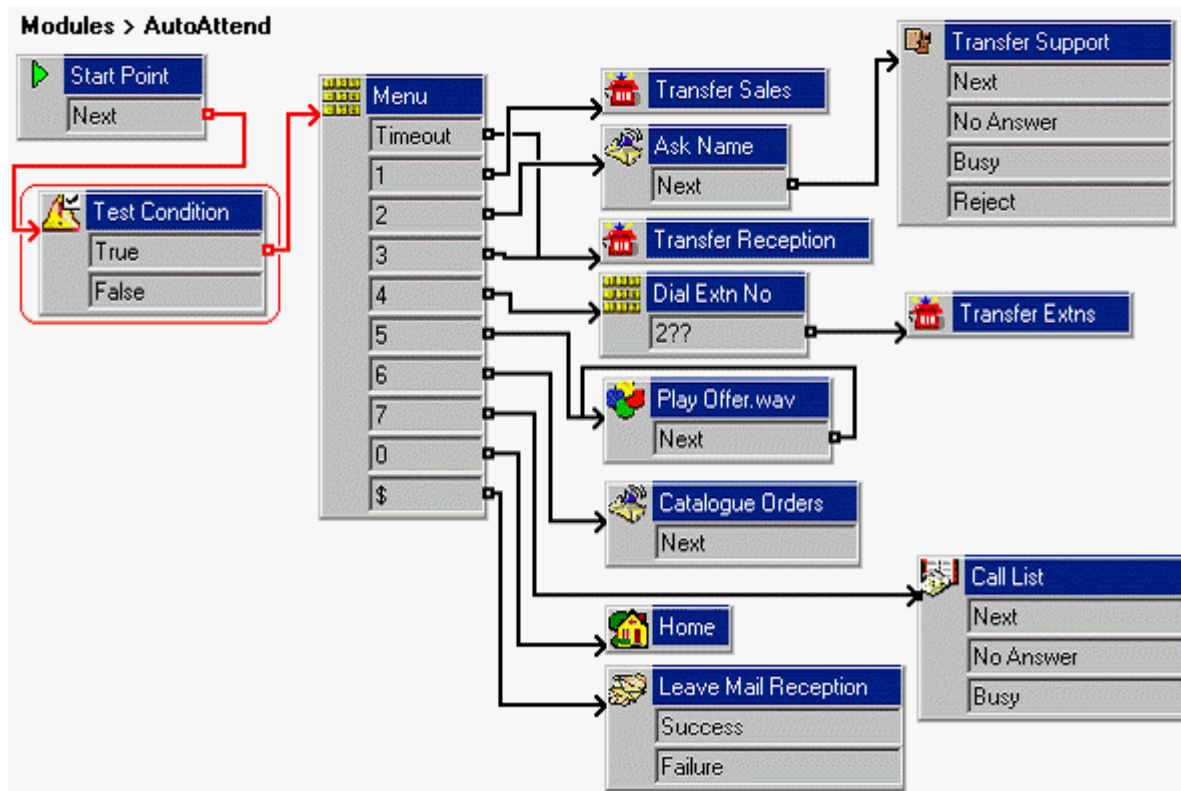 Modules > AutoAttend
Start Point
Next
Test Condition
True
False
Menu
Timeout
1
2
3
4
5
6
7
0
$
Transfer Sales
Ask Name
Next
Transfer Reception
Dial Extn No
2??
Play Offer.wav
Next
Catalogue Orders
Next
Home
Leave Mail Reception
Success
Failure
Transfer Support
Next
No Answer
Busy
Reject
Transfer Extns
Call List
Next
No Answer
Busy